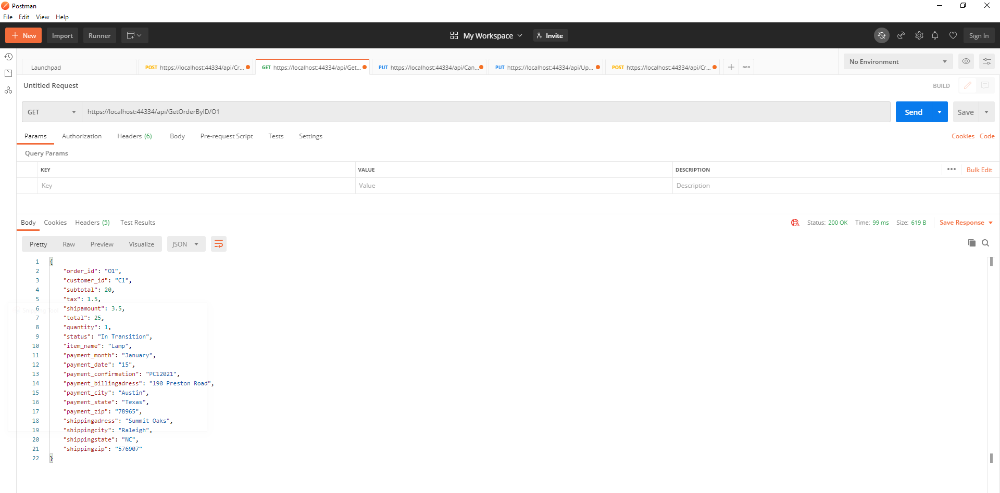 Postman
File Edit View Help
New Import Runner My Workspace Invite Sign In
Launchpad POST https://localhost:44334/api/Cr... GET https://localhost:44334/api/Get... PUT https://localhost:44334/api/Can... PUT https://localhost:44334/api/Up... POST https://localhost:44334/api/Cr... No Environment
Untitled Request BUILD
GET https://localhost:44334/api/GetOrderByID/O1 Send Save
Params Authorization Headers (6) Body Pre-request Script Tests Settings Cookies Code
Query Params
KEY VALUE DESCRIPTION Bulk Edit
Key Value Description
Body Cookies Headers (5) Test Results Status: 200 OK Time: 99 ms Size: 619 B Save Response
Pretty Raw Preview Visualize JSON
1 {
2 "order_id": "O1",
3 "customer_id": "C1",
4 "subtotal": 20,
5 "tax": 1.5,
6 "shipamount": 3.5,
7 "total": 25,
8 "quantity": 1,
9 "status": "In Transition",
10 "item_name": "Lamp",
11 "payment_month": "January",
12 "payment_date": "15",
13 "payment_confirmation": "PC12021",
14 "payment_billingadress": "190 Preston Road",
15 "payment_city": "Austin",
16 "payment_state": "Texas",
17 "payment_zip": "78965",
18 "shippingadress": "Summit Oaks",
19 "shippingcity": "Raleigh",
20 "shippingstate": "NC",
21 "shippingzip": "576907"
22 }